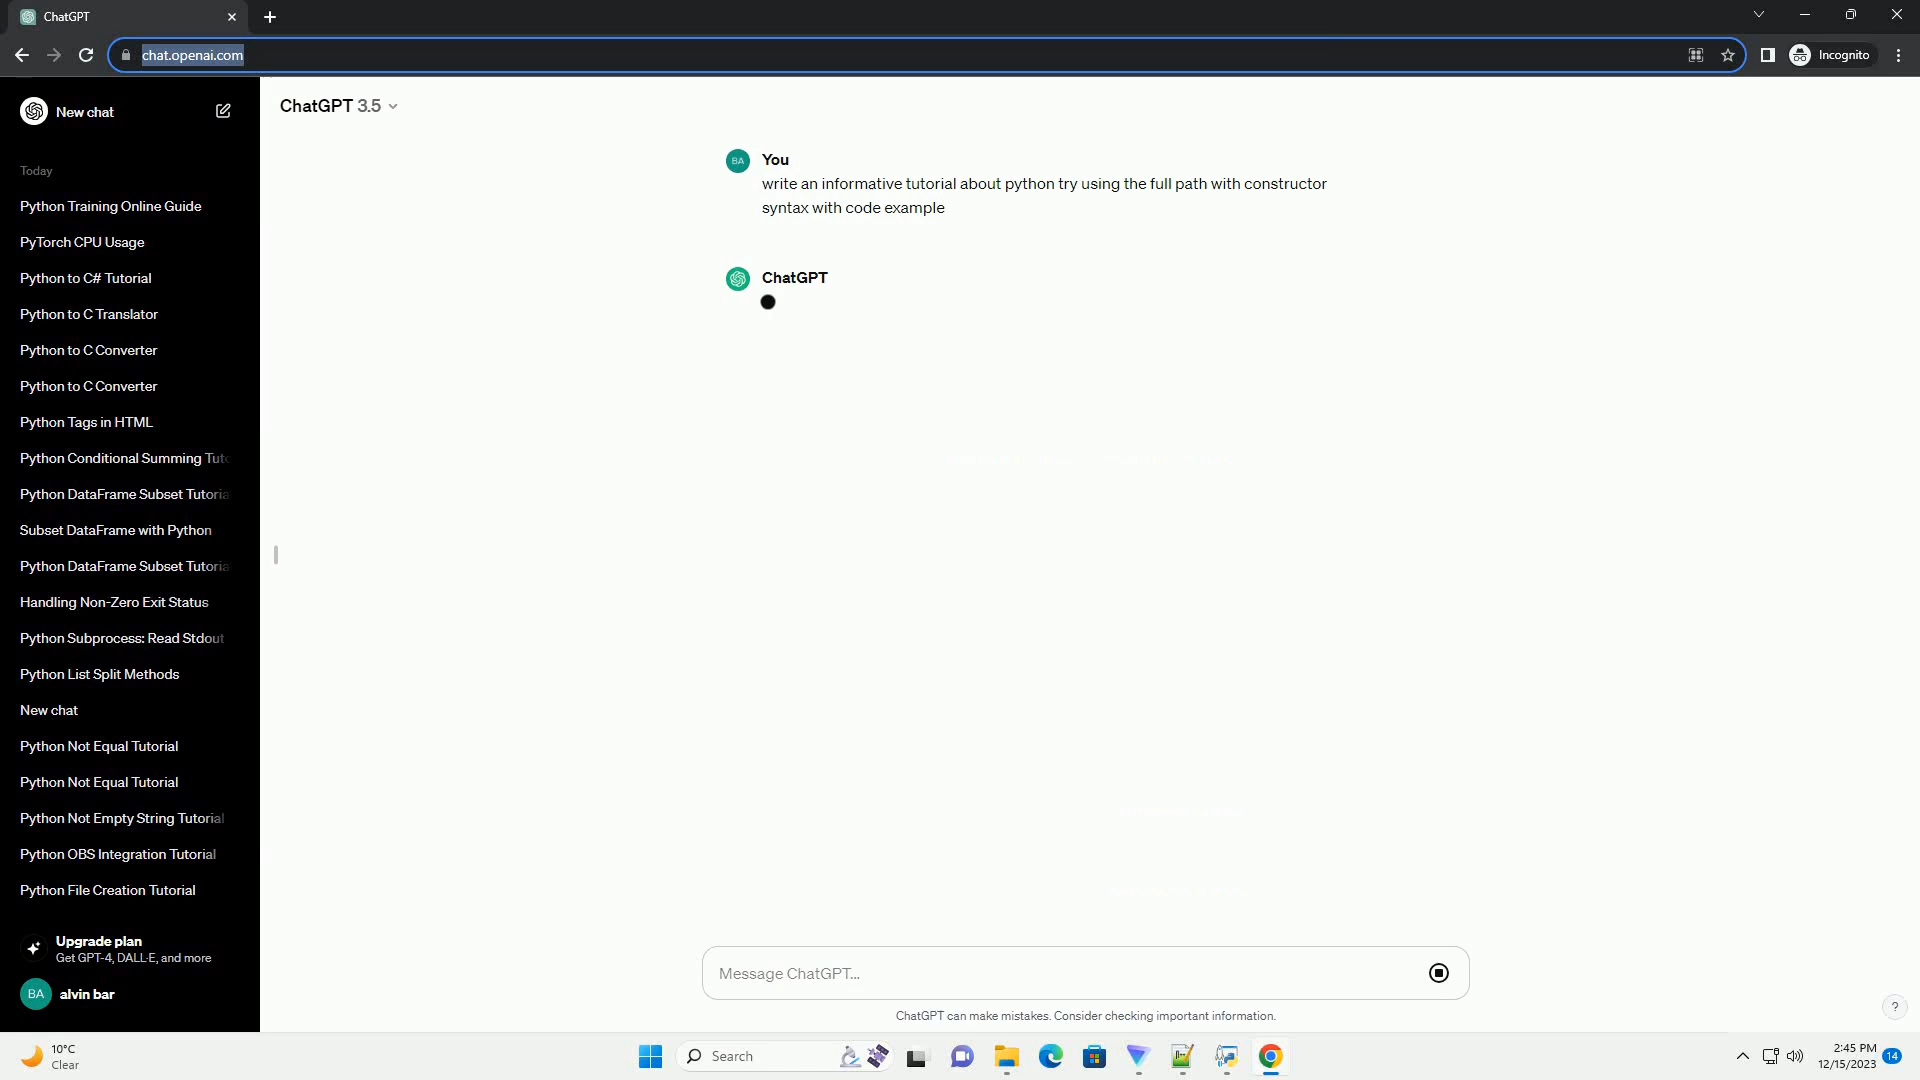 ChatGPT
chat.openai.com
Incognito
New chat
Today
Python Training Online Guide
PyTorch CPU Usage
Python to C# Tutorial
Python to C Translator
Python to C Converter
Python to C Converter
Python Tags in HTML
Python Conditional Summing Tuto
Python DataFrame Subset Tutoria
Subset DataFrame with Python
Python DataFrame Subset Tutoria
Handling Non-Zero Exit Status
Python Subprocess: Read Stdout
Python List Split Methods
New chat
Python Not Equal Tutorial
Python Not Equal Tutorial
Python Not Empty String Tutorial
Python OBS Integration Tutorial
Python File Creation Tutorial
Upgrade plan
Get GPT-4, DALL·E, and more
BA alvin bar
ChatGPT 3.5
BA You
write an informative tutorial about python try using the full path with constructor
syntax with code example
ChatGPT
Message ChatGPT...
ChatGPT can make mistakes. Consider checking important information.
?
10°C
Clear
Search
2:45 PM
12/15/2023
14